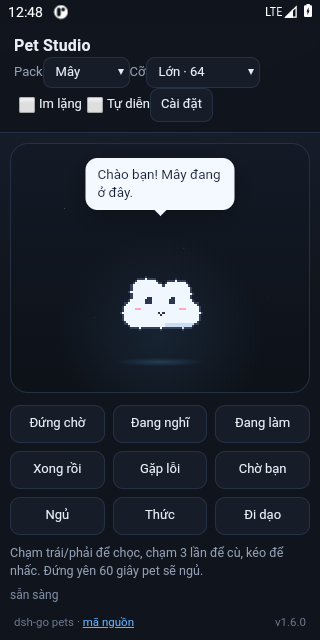 12:48
LTE
Pet Studio
Pack Mây Cỡ Lớn · 64
Im lặng Tự diễn Cài đặt
Chào bạn! Mây đang
ở đây.
Đứng chờ Đang nghĩ Đang làm
Xong rồi Gặp lỗi Chờ bạn
Ngủ Thức Đi dạo
Chạm trái/phải để chọc, chạm 3 lần để cù, kéo để
nhấc. Đứng yên 60 giây pet sẽ ngủ.
sẵn sàng
dsh-go pets · mã nguồn v1.6.0